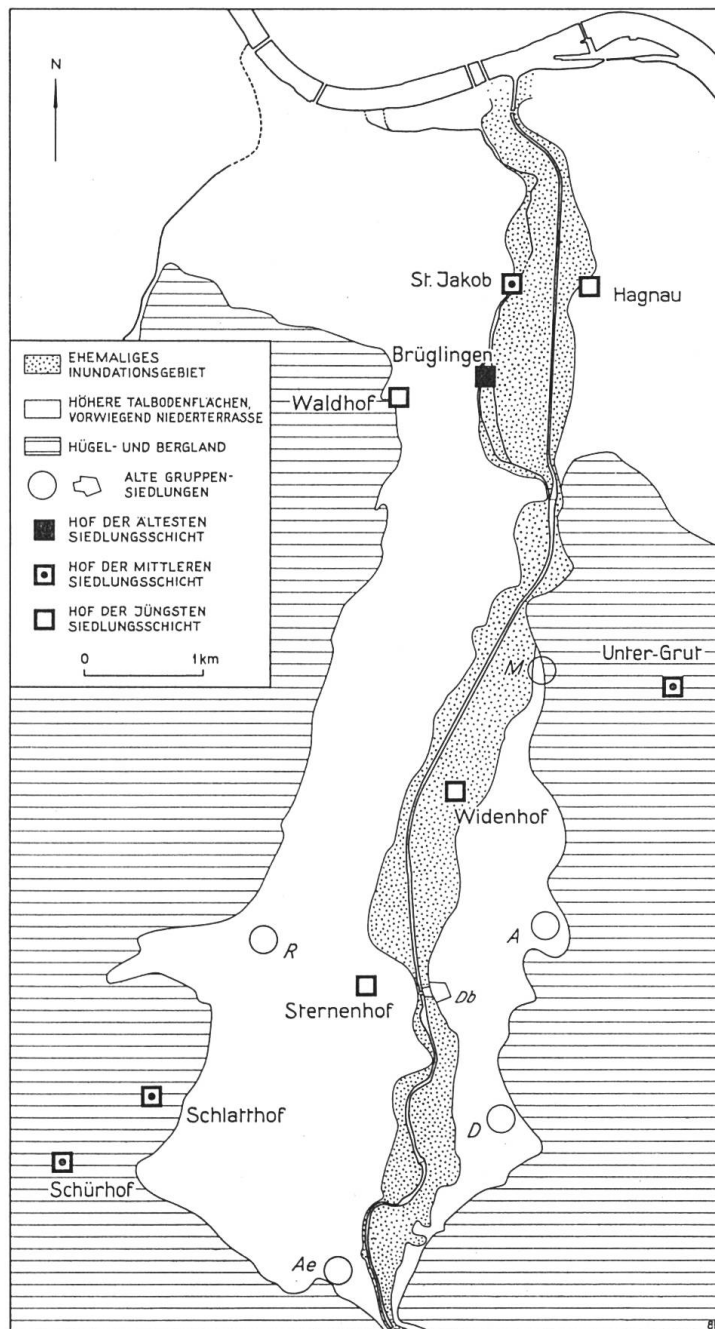 N
St. Jakob
Hagnau
Brüglingen
Waldhof
EHEMALIGES
INUNDATIONSGEBIET
HÖHERE TALBODENFLÄCHEN,
VORWIEGEND NIEDERTERRASSE
HÜGEL- UND BERGLAND
ALTE GRUPPEN-
SIEDLUNGEN
HOF DER ÄLTESTEN
SIEDLUNGSSCHICHT
HOF DER MITTLEREN
SIEDLUNGSSCHICHT
HOF DER JÜNGSTEN
SIEDLUNGSSCHICHT
0 1km
Unter-Grut
M
Widenhof
A
R
Sternenhof
Db
Schlatthof
D
Schürhof
Ae
8